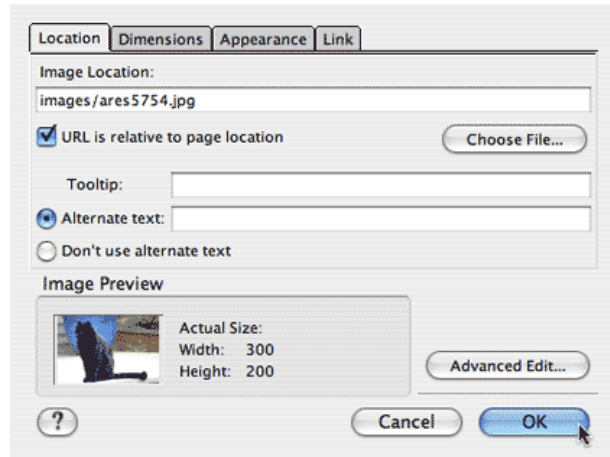 Location Dimensions Appearance Link
Image Location:
images/ares5754.jpg
URL is relative to page location Choose File...
Tooltip:
Alternate text:
Don't use alternate text
Image Preview
Actual Size:
Width: 300
Height: 200
Advanced Edit...
? Cancel OK